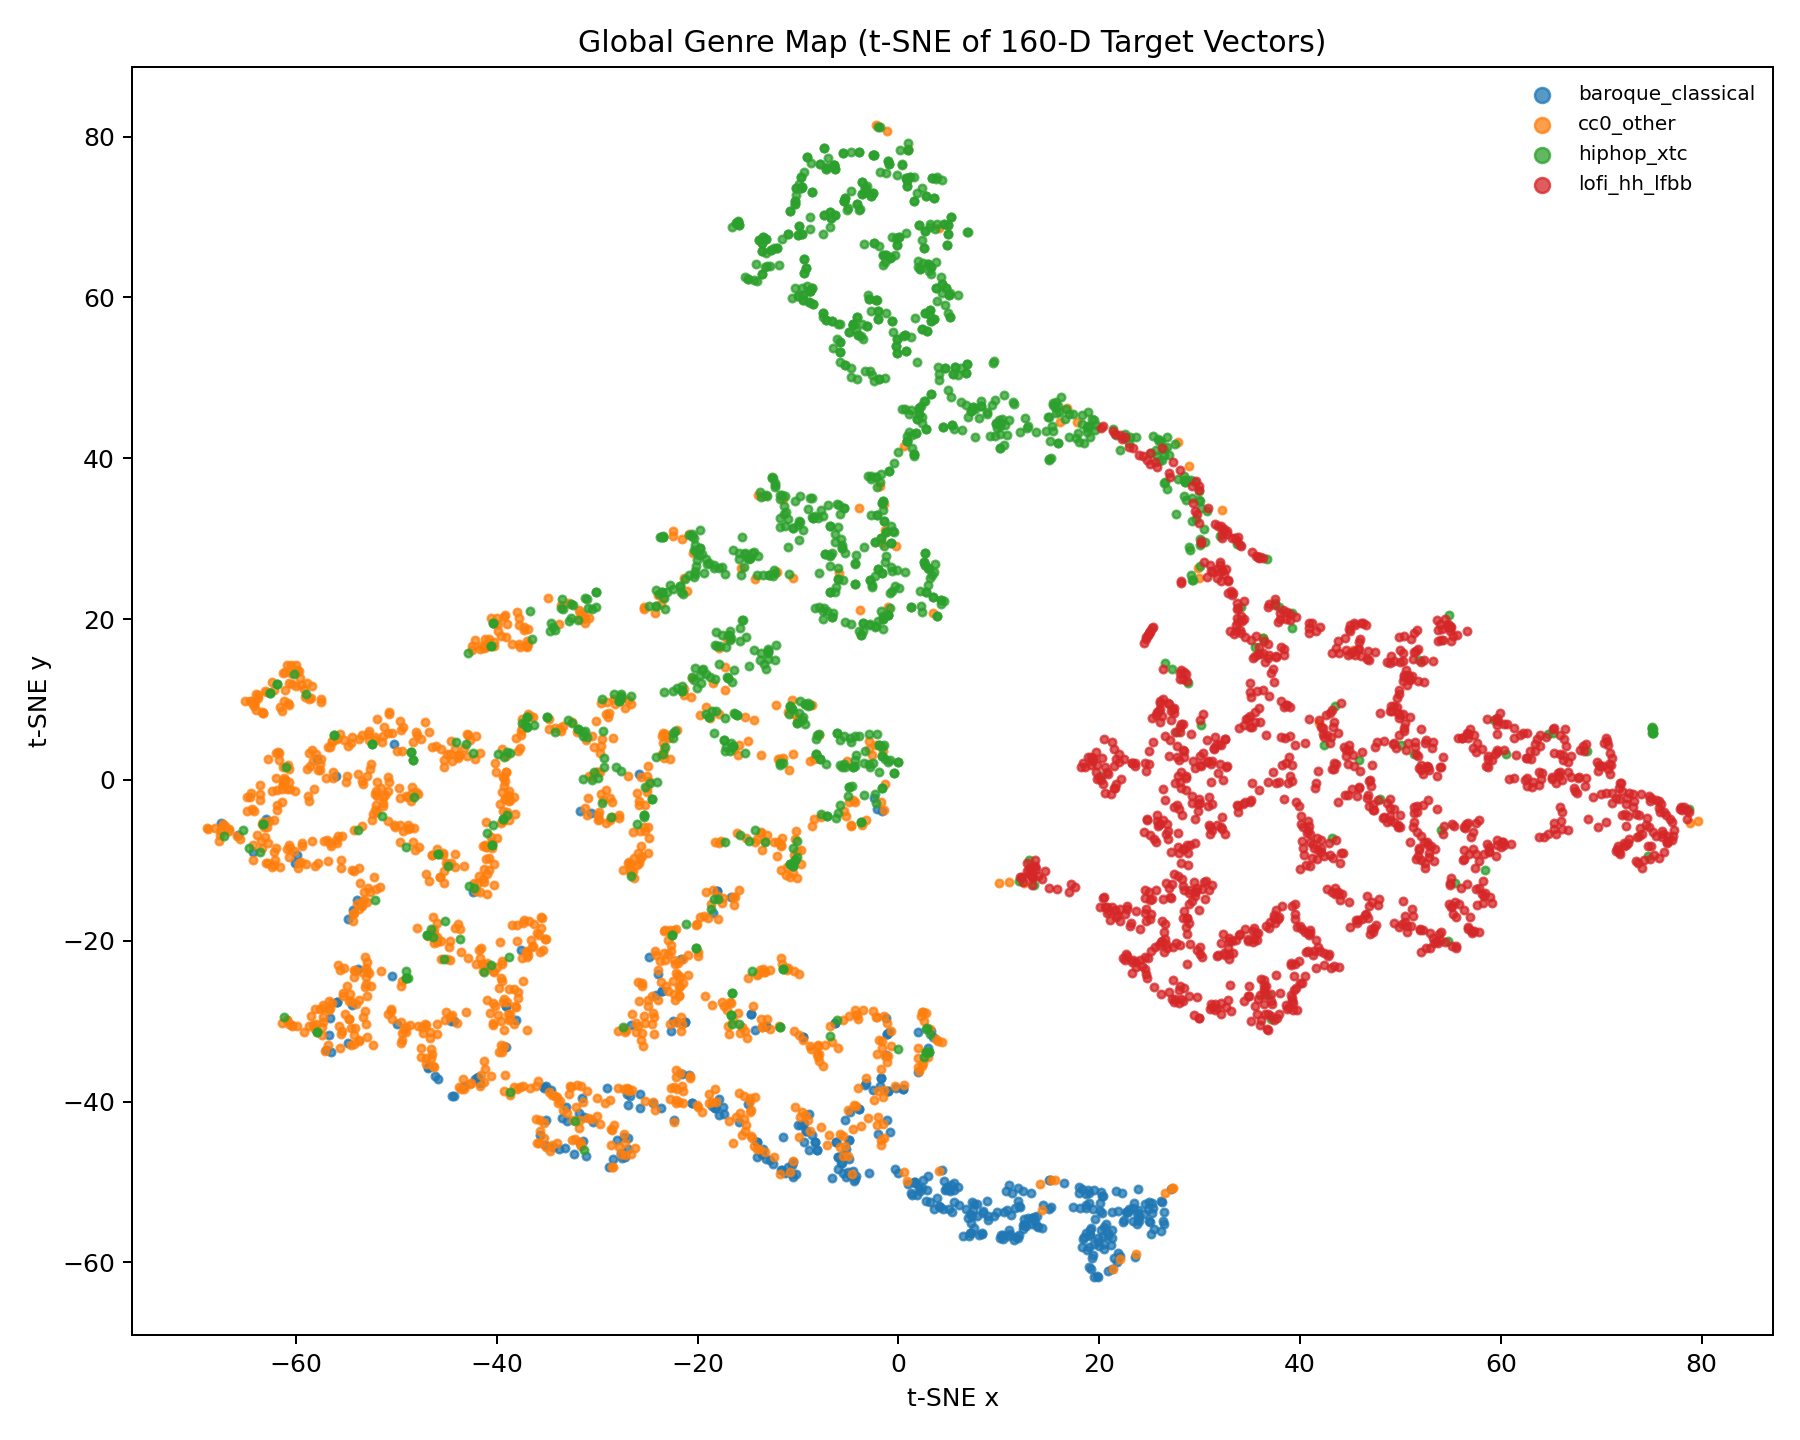 Global Genre Map (t-SNE of 160-D Target Vectors)
baroque_classical
cc0_other
hiphop_xtc
lofi_hh_lfbb
80
60
40
20
0
−20
−40
−60
t-SNE y
−60 −40 −20 0 20 40 60 80
t-SNE x